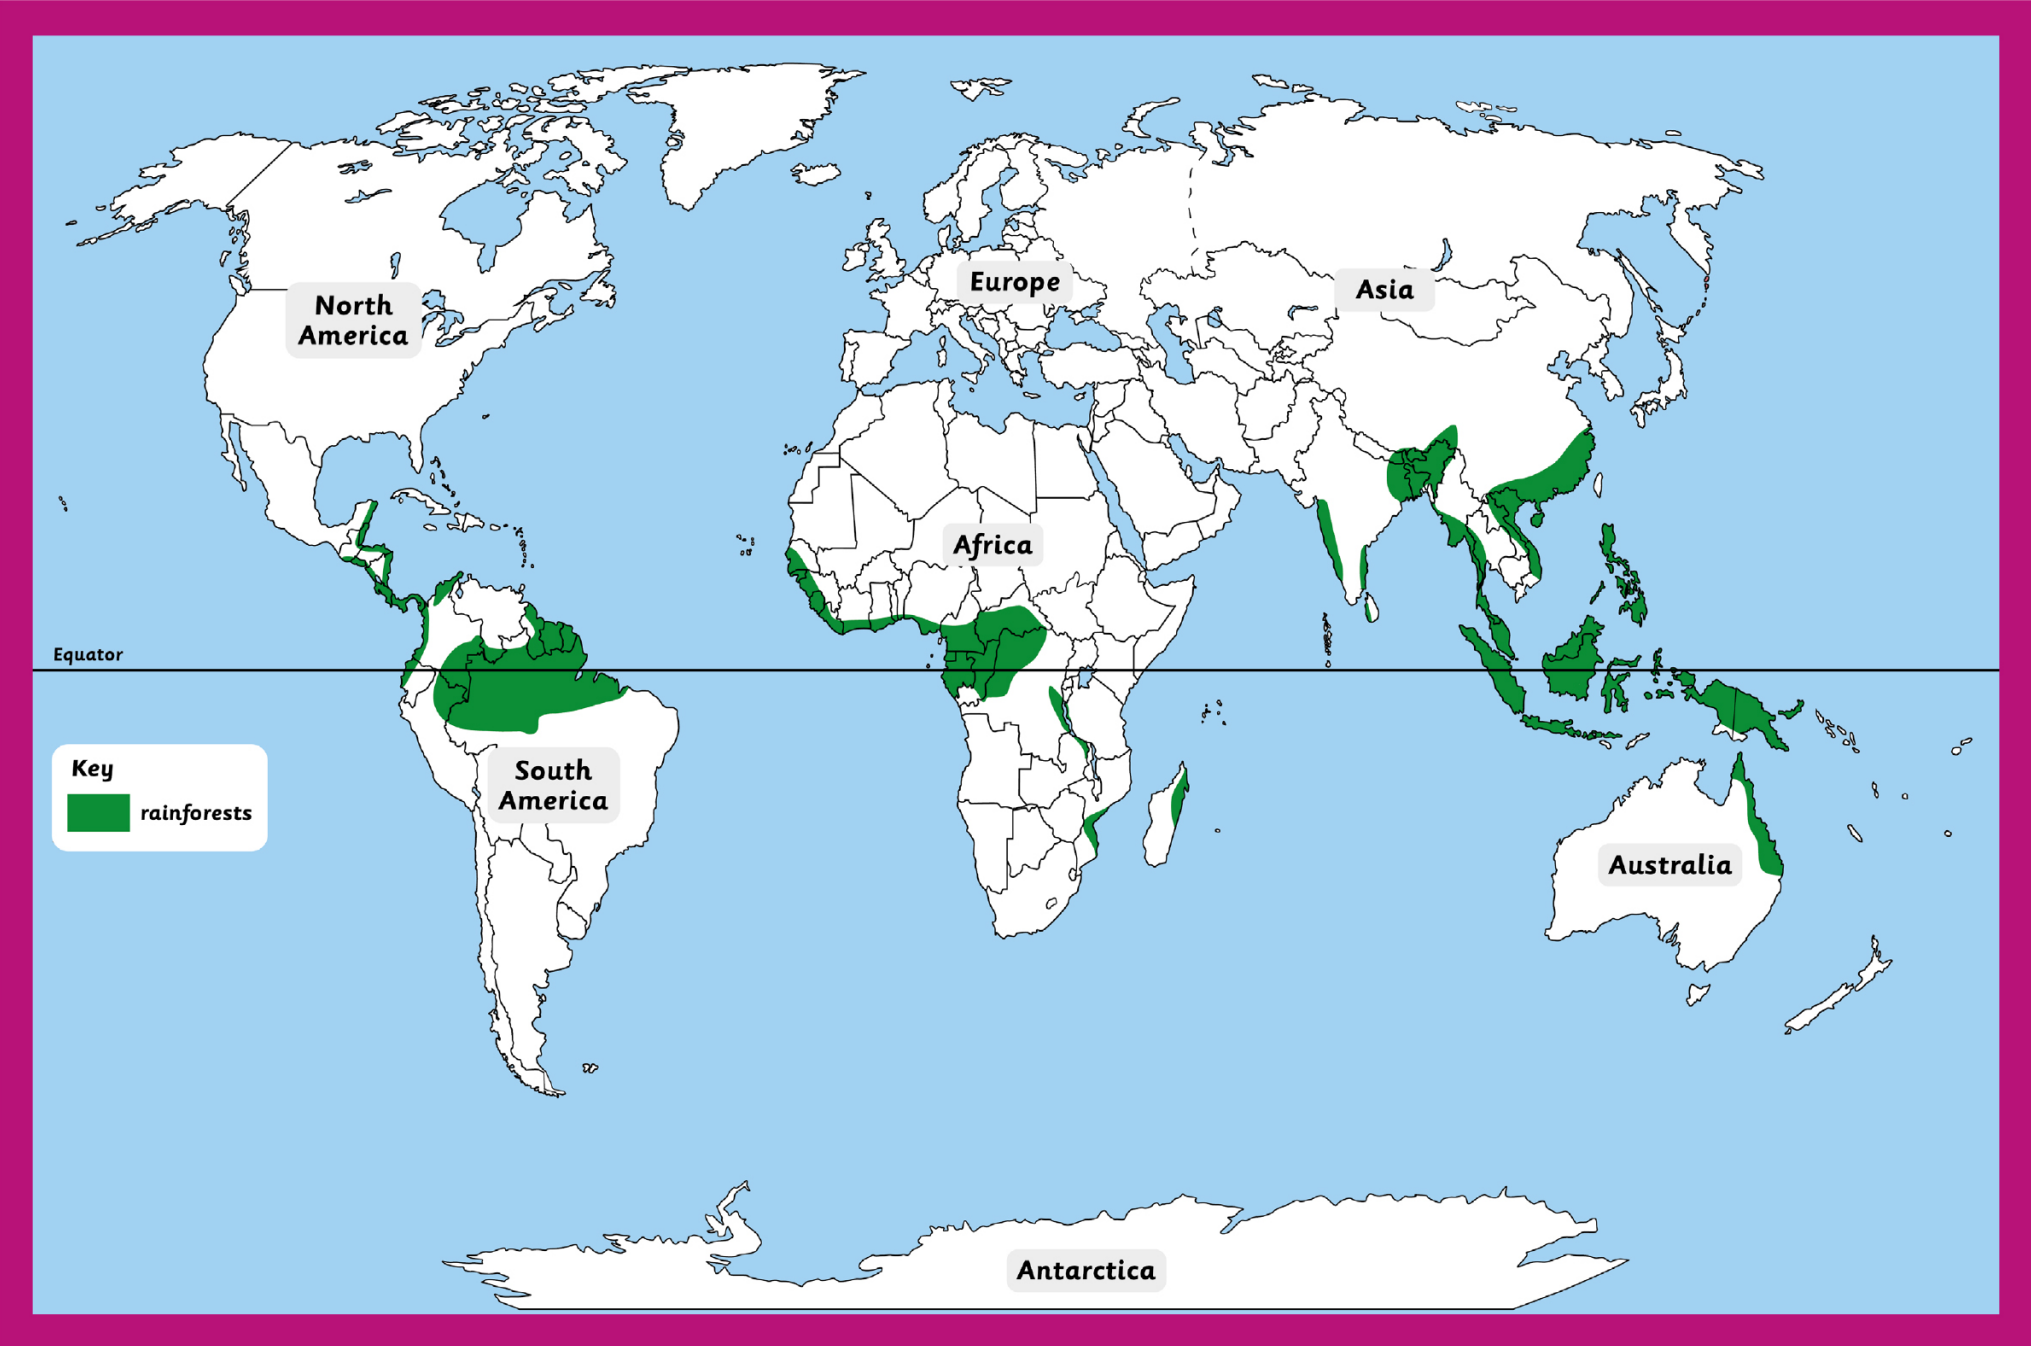 North
America
Europe
Asia
Africa
Equator
Key
rainforests
South
America
Australia
Antarctica